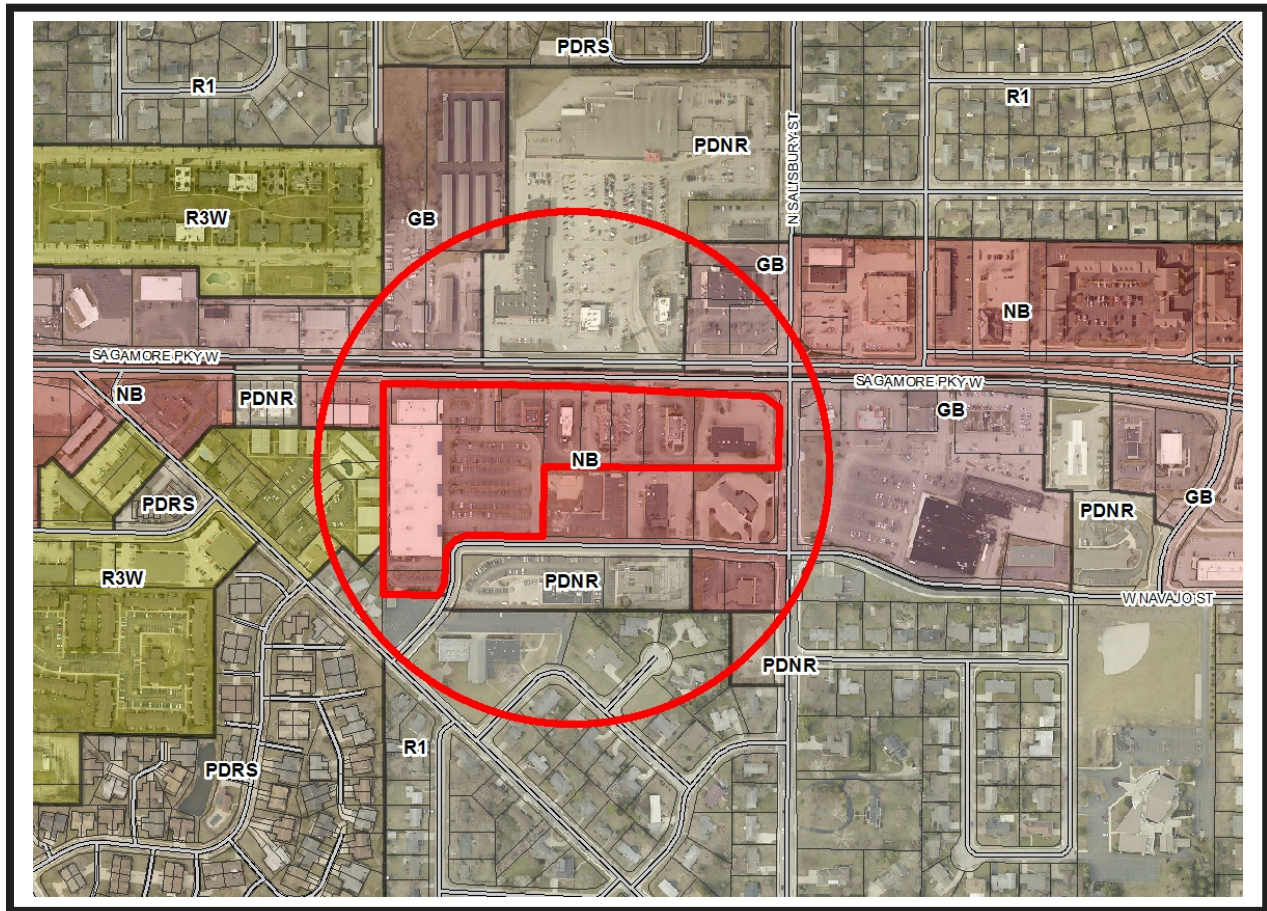 PDRS
R1
R1
PDNR
N SALISBURY ST
R3W
GB
GB
NB
SAGAMORE PKY W
SAGAMORE PKY W
NB
PDNR
GB
NB
PDRS
GB
PDNR
R3W
PDNR
W NAVAJO ST
PDNR
R1
PDRS